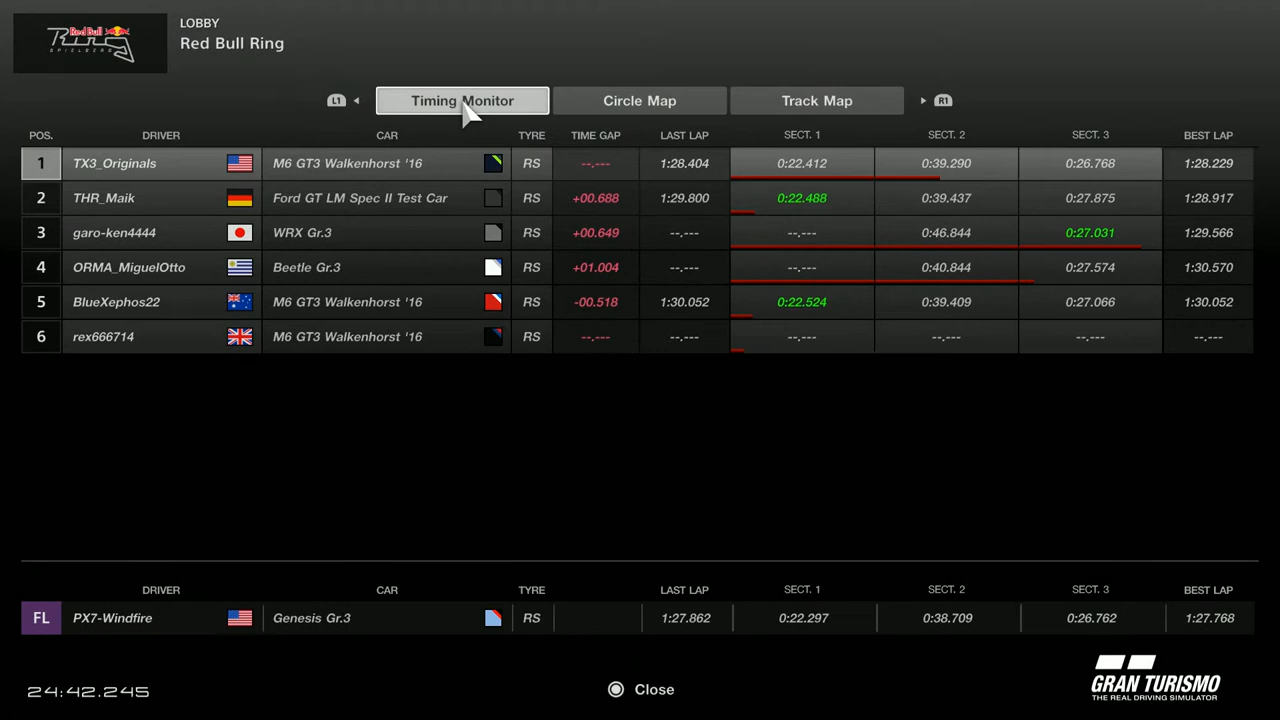 LOBBY
Red Bull Ring
Red Bull
Ring
SPIELBERG
L1 Timing Monitor Circle Map Track Map R1
POS. DRIVER CAR TYRE TIME GAP LAST LAP SECT. 1 SECT. 2 SECT. 3 BEST LAP
1 TX3_Originals M6 GT3 Walkenhorst '16 RS --.--- 1:28.404 0:22.412 0:39.290 0:26.768 1:28.229
2 THR_Maik Ford GT LM Spec II Test Car RS +00.688 1:29.800 0:22.488 0:39.437 0:27.875 1:28.917
3 garo-ken4444 WRX Gr.3 RS +00.649 --.--- --.--- 0:46.844 0:27.031 1:29.566
4 ORMA_MiguelOtto Beetle Gr.3 RS +01.004 --.--- --.--- 0:40.844 0:27.574 1:30.570
5 BlueXephos22 M6 GT3 Walkenhorst '16 RS -00.518 1:30.052 0:22.524 0:39.409 0:27.066 1:30.052
6 rex666714 M6 GT3 Walkenhorst '16 RS --.--- --.--- --.--- --.--- --.--- --.---
DRIVER CAR TYRE LAST LAP SECT. 1 SECT. 2 SECT. 3 BEST LAP
FL PX7-Windfire Genesis Gr.3 RS 1:27.862 0:22.297 0:38.709 0:26.762 1:27.768
24:42.245
Close
GRAN TURISMO
THE REAL DRIVING SIMULATOR